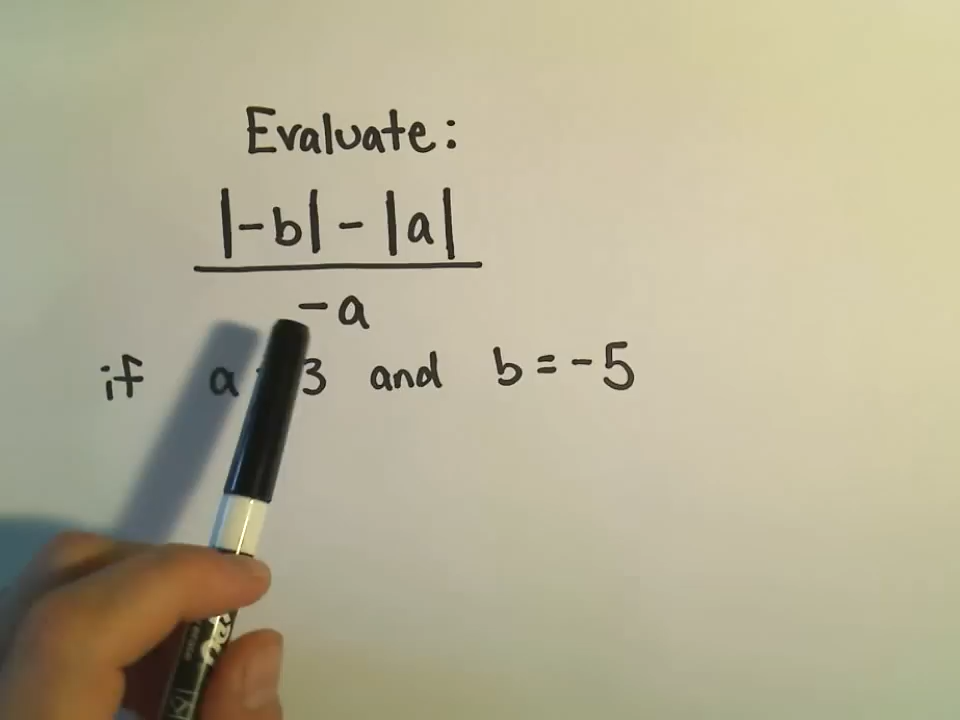 Evaluate:
|-b| - |a|
-a
if a 3 and b = -5